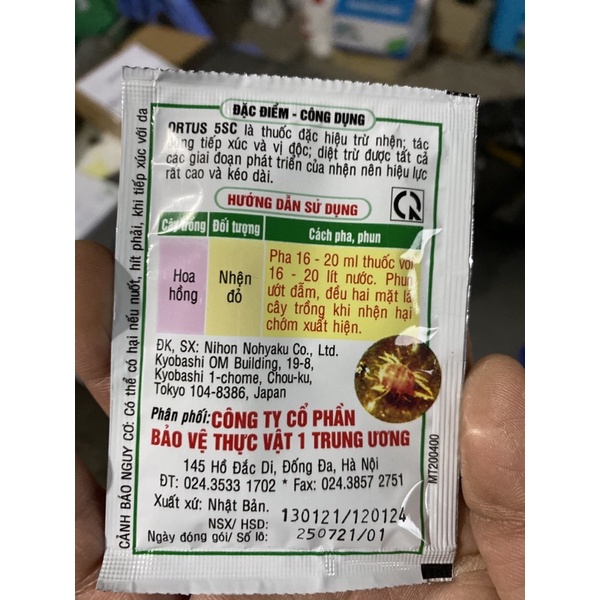 ĐẶC ĐIỂM - CÔNG DỤNG
ORTUS 5SC là thuốc đặc hiệu trừ nhện; tác
động tiếp xúc và vị độc; diệt trừ được tất cả
các giai đoạn phát triển của nhện nên hiệu lực
rất cao và kéo dài.
HƯỚNG DẪN SỬ DỤNG
Cây trồng Đối tượng Cách pha, phun
Hoa hồng
Nhện đỏ
Pha 16 - 20 ml thuốc với
16 - 20 lít nước. Phun
ướt đẫm, đều hai mặt lá
cây trồng khi nhện hại
chớm xuất hiện.
ĐK, SX: Nihon Nohyaku Co., Ltd.
Kyobashi OM Building, 19-8,
Kyobashi 1-chome, Chou-ku,
Tokyo 104-8386, Japan
Phân phối: CÔNG TY CỔ PHẦN
BẢO VỆ THỰC VẬT 1 TRUNG ƯƠNG
145 Hồ Đắc Di, Đống Đa, Hà Nội
ĐT: 024.3533 1702 * Fax: 024.3857 2751
Xuất xứ: Nhật Bản.
NSX/ HSD: 130121/120124
Ngày đóng gói/ Số lô: 250721/01
CẢNH BÁO NGUY CƠ: Có thể có hại nếu nuốt, hít phải, khi tiếp xúc với da
MT200400